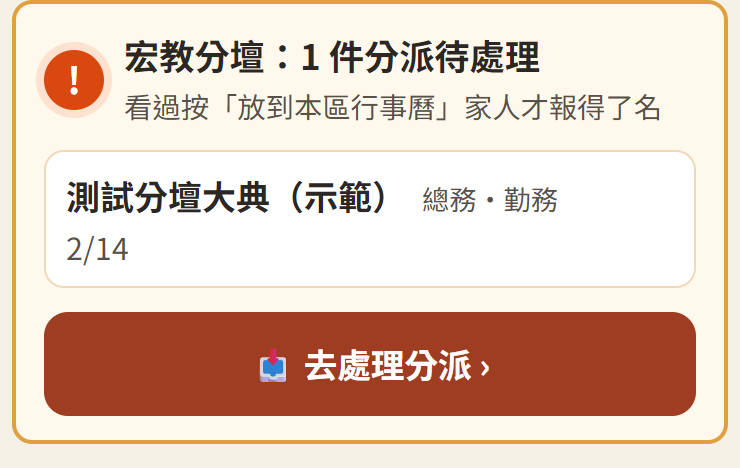 !
宏教分壇：1 件分派待處理
看過按「放到本區行事曆」家人才報得了名
測試分壇大典（示範） 總務・勤務
2/14
去處理分派 ›